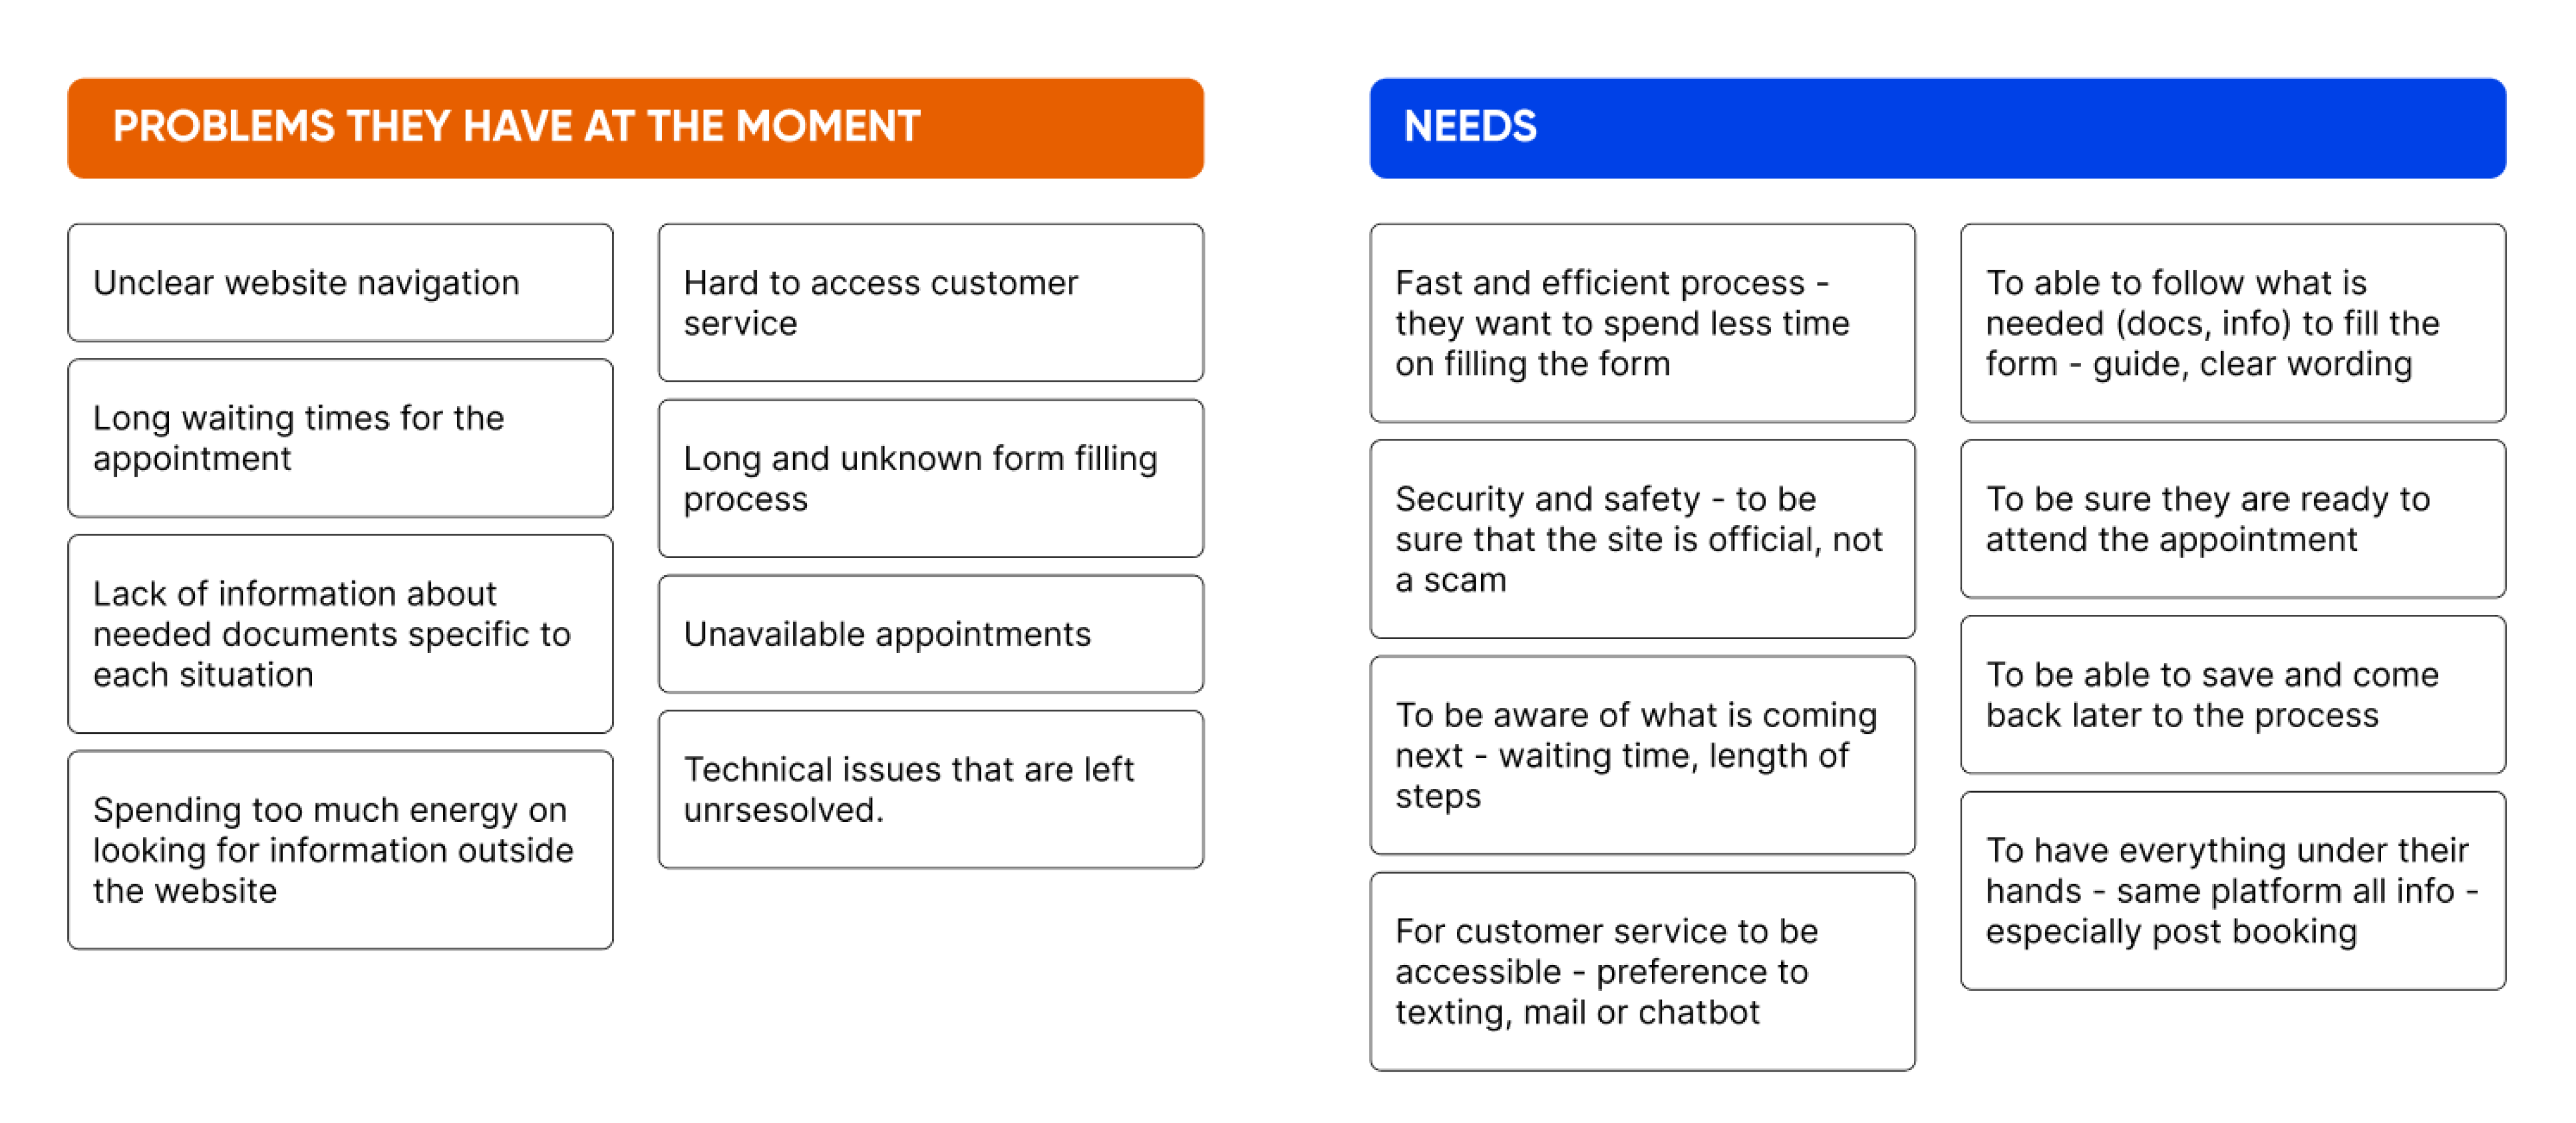 PROBLEMS THEY HAVE AT THE MOMENT
Unclear website navigation
Long waiting times for the
appointment
Lack of information about
needed documents specific to
each situation
Spending too much energy on
looking for information outside
the website
Hard to access customer
service
Long and unknown form filling
process
Unavailable appointments
Technical issues that are left
unrsesolved.
NEEDS
Fast and efficient process -
they want to spend less time
on filling the form
Security and safety - to be
sure that the site is official, not
a scam
To be aware of what is coming
next - waiting time, length of
steps
For customer service to be
accessible - preference to
texting, mail or chatbot
To able to follow what is
needed (docs, info) to fill the
form - guide, clear wording
To be sure they are ready to
attend the appointment
To be able to save and come
back later to the process
To have everything under their
hands - same platform all info -
especially post booking